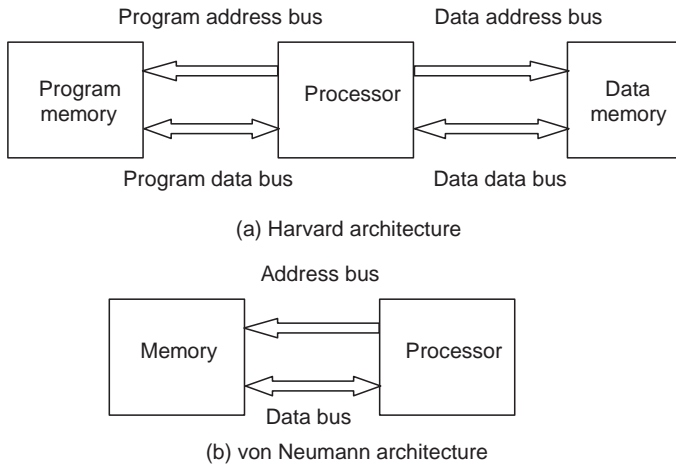 Program address bus
Data address bus
Program
memory
Processor
Data
memory
Program data bus
Data data bus
(a) Harvard architecture
Address bus
Memory
Processor
Data bus
(b) von Neumann architecture